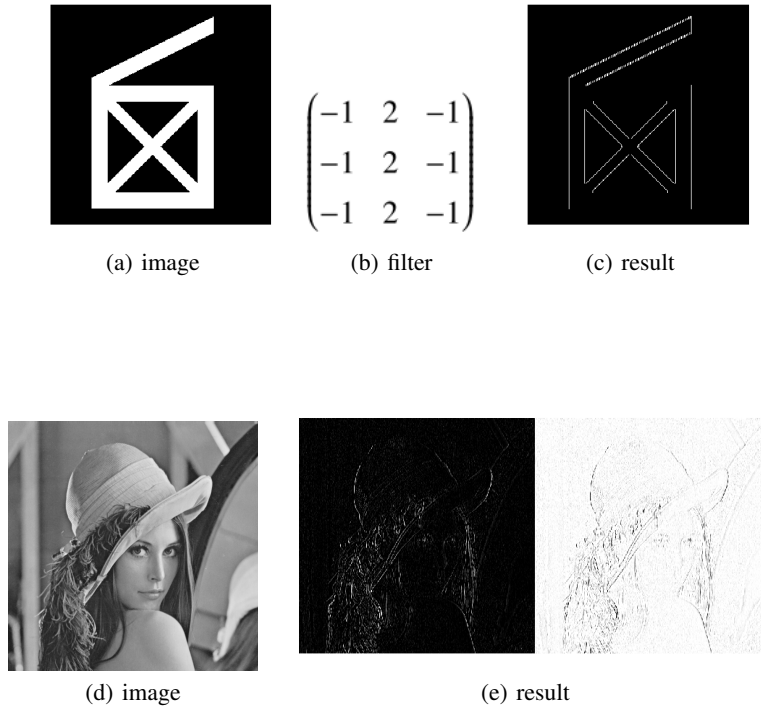 −1 2 −1
−1 2 −1
−1 2 −1
(a) image
(b) filter
(c) result
(d) image
(e) result